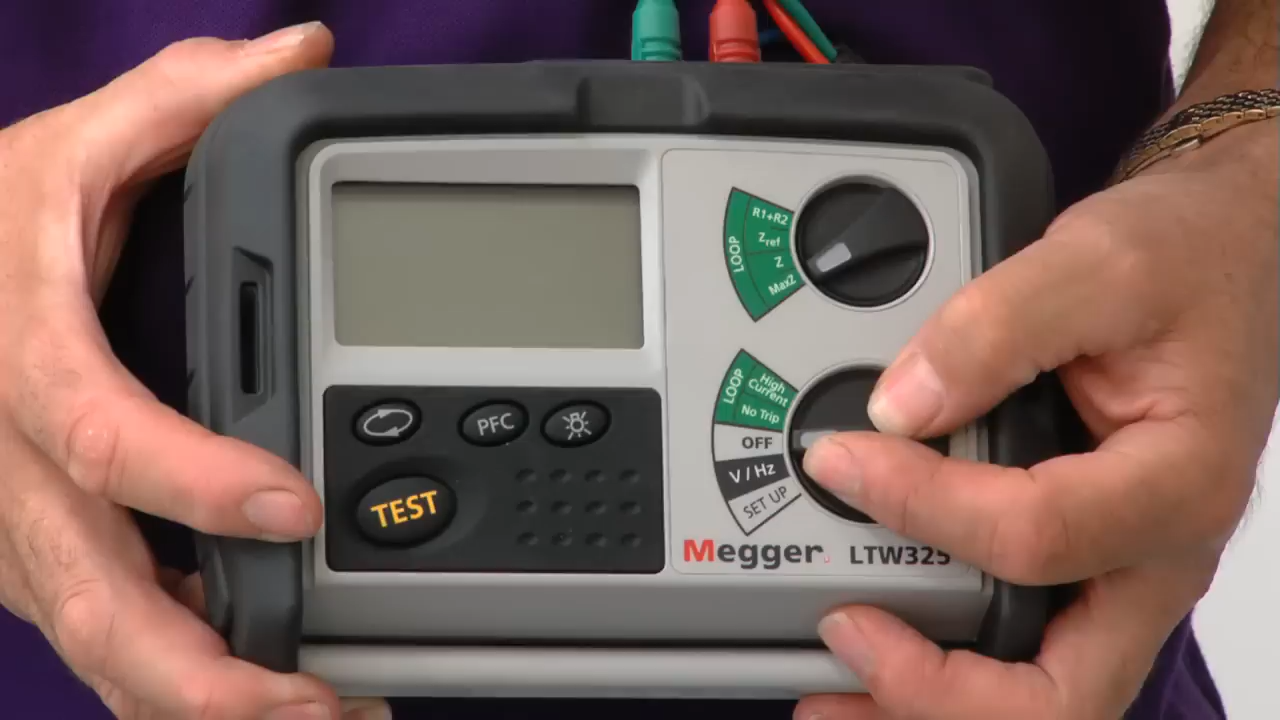 LOOP
R1+R2
Zref
Z
MaxZ
LOOP
High
Current
No Trip
OFF
V / Hz
SET UP
PFC
TEST
Megger. LTW325